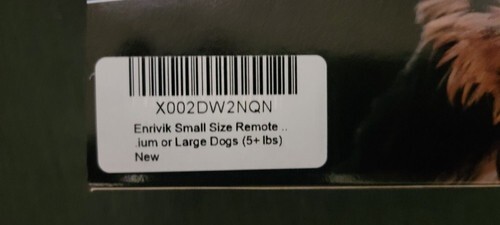 X002DW2NQN
Enrivik Small Size Remote ..
.ium or Large Dogs (5+ lbs)
New